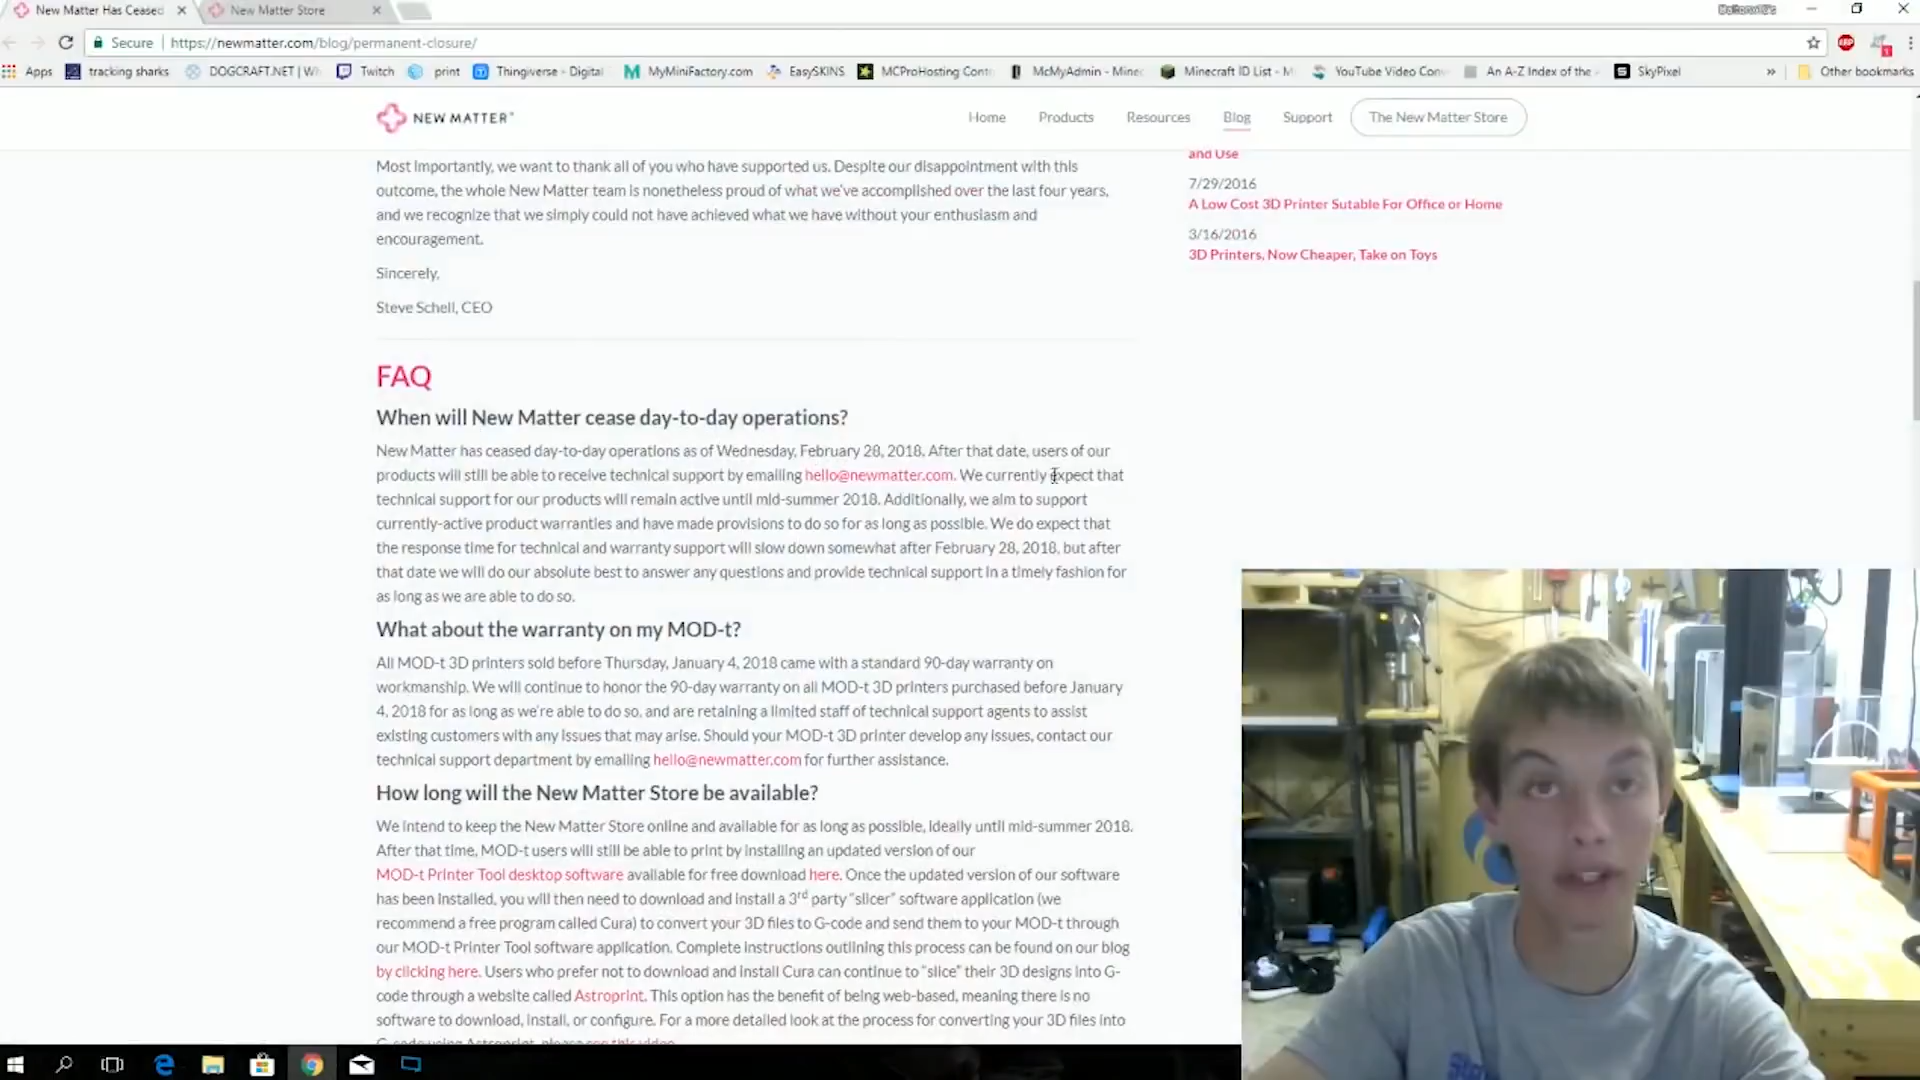 New Matter Has Ceased
New Matter Store
Secure https://newmatter.com/blog/permanent-closure/
Apps tracking sharks DOGCRAFT.NET | W Twitch print Thingiverse - Digital MyMiniFactory.com EasySKINS MCProHosting Cont McMyAdmin - Mine Minecraft ID List - M YouTube Video Con An A-Z Index of the SkyPixel » Other bookmarks
NEW MATTER
Home Products Resources Blog Support The New Matter Store
Most Importantly, we want to thank all of you who have supported us. Despite our disappointment with this
outcome, the whole New Matter team is nonetheless proud of what we've accomplished over the last four years,
and we recognize that we simply could not have achieved what we have without your enthusiasm and
encouragement.
Sincerely,
Steve Schell, CEO
and Use
7/29/2016
A Low Cost 3D Printer Sutable For Office or Home
3/16/2016
3D Printers, Now Cheaper, Take on Toys
FAQ
When will New Matter cease day-to-day operations?
New Matter has ceased day-to-day operations as of Wednesday, February 28, 2018. After that date, users of our
products will still be able to receive technical support by emailing hello@newmatter.com. We currently expect that
technical support for our products will remain active until mid-summer 2018. Additionally, we aim to support
currently-active product warranties and have made provisions to do so for as long as possible. We do expect that
the response time for technical and warranty support will slow down somewhat after February 28, 2018, but after
that date we will do our absolute best to answer any questions and provide technical support in a timely fashion for
as long as we are able to do so.
What about the warranty on my MOD-t?
All MOD-t 3D printers sold before Thursday, January 4, 2018 came with a standard 90-day warranty on
workmanship. We will continue to honor the 90-day warranty on all MOD-t 3D printers purchased before January
4, 2018 for as long as we're able to do so, and are retaining a limited staff of technical support agents to assist
existing customers with any issues that may arise. Should your MOD-t 3D printer develop any issues, contact our
technical support department by emailing hello@newmatter.com for further assistance.
How long will the New Matter Store be available?
We intend to keep the New Matter Store online and available for as long as possible, ideally until mid-summer 2018.
After that time, MOD-t users will still be able to print by installing an updated version of our
MOD-t Printer Tool desktop software available for free download here. Once the updated version of our software
has been installed, you will then need to download and install a 3rd party “slicer” software application (we
recommend a free program called Cura) to convert your 3D files to G-code and send them to your MOD-t through
our MOD-t Printer Tool software application. Complete instructions outlining this process can be found on our blog
by clicking here. Users who prefer not to download and install Cura can continue to “slice” their 3D designs into G-
code through a website called Astroprint. This option has the benefit of being web-based, meaning there is no
software to download, install, or configure. For a more detailed look at the process for converting your 3D files into
G-code using Astroprint, please see this video.